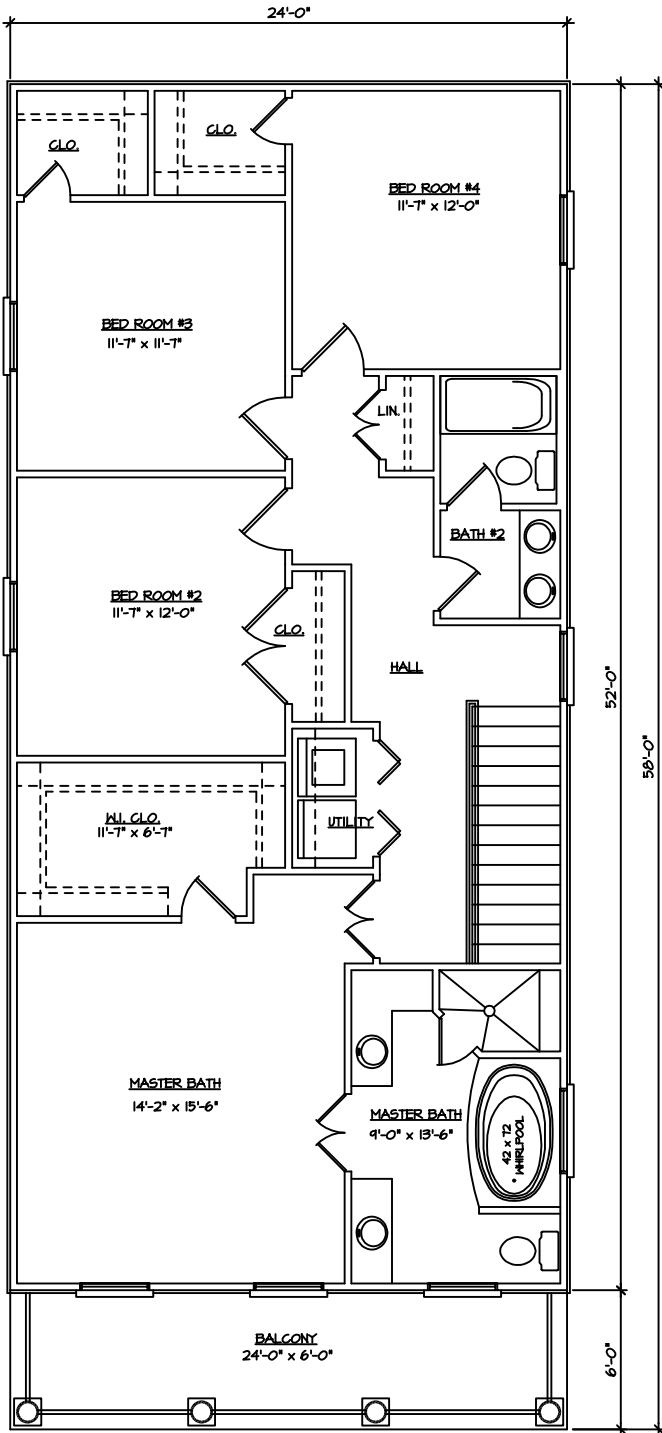 24'-0"
CLO.
CLO.
BED ROOM #4
11'-7" x 12'-0"
BED ROOM #3
11'-7" x 11'-7"
LIN.
BATH #2
BED ROOM #2
11'-7" x 12'-0"
CLO.
HALL
52'-0"
58'-0"
W.I. CLO.
11'-7" x 6'-7"
UTILITY
MASTER BATH
14'-2" x 15'-6"
MASTER BATH
9'-0" x 13'-6"
42 x 72
" WHIRLPOOL
BALCONY
24'-0" x 6'-0"
6'-0"